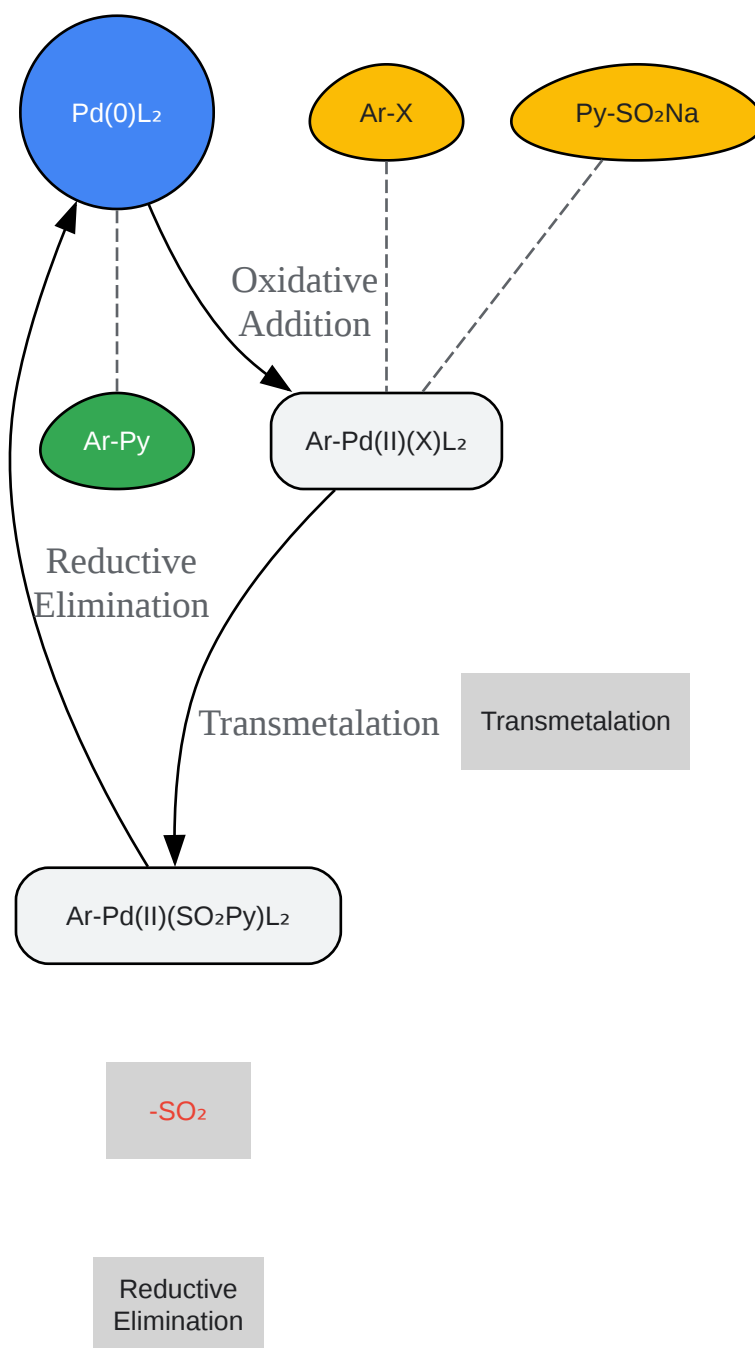 Pd(0)L₂
Ar-X
Py-SO₂Na
Oxidative
Addition
Ar-Py
Ar-Pd(II)(X)L₂
Reductive
Elimination
Transmetalation
Transmetalation
Ar-Pd(II)(SO₂Py)L₂
-SO₂
Reductive
Elimination